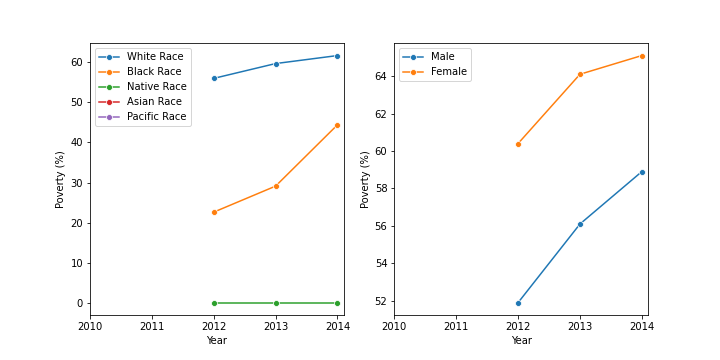 White Race
Black Race
Native Race
Asian Race
Pacific Race
Poverty (%)
60
50
40
30
20
10
0
2010 2011 2012 2013 2014
Year
Male
Female
Poverty (%)
64
62
60
58
56
54
52
2010 2011 2012 2013 2014
Year